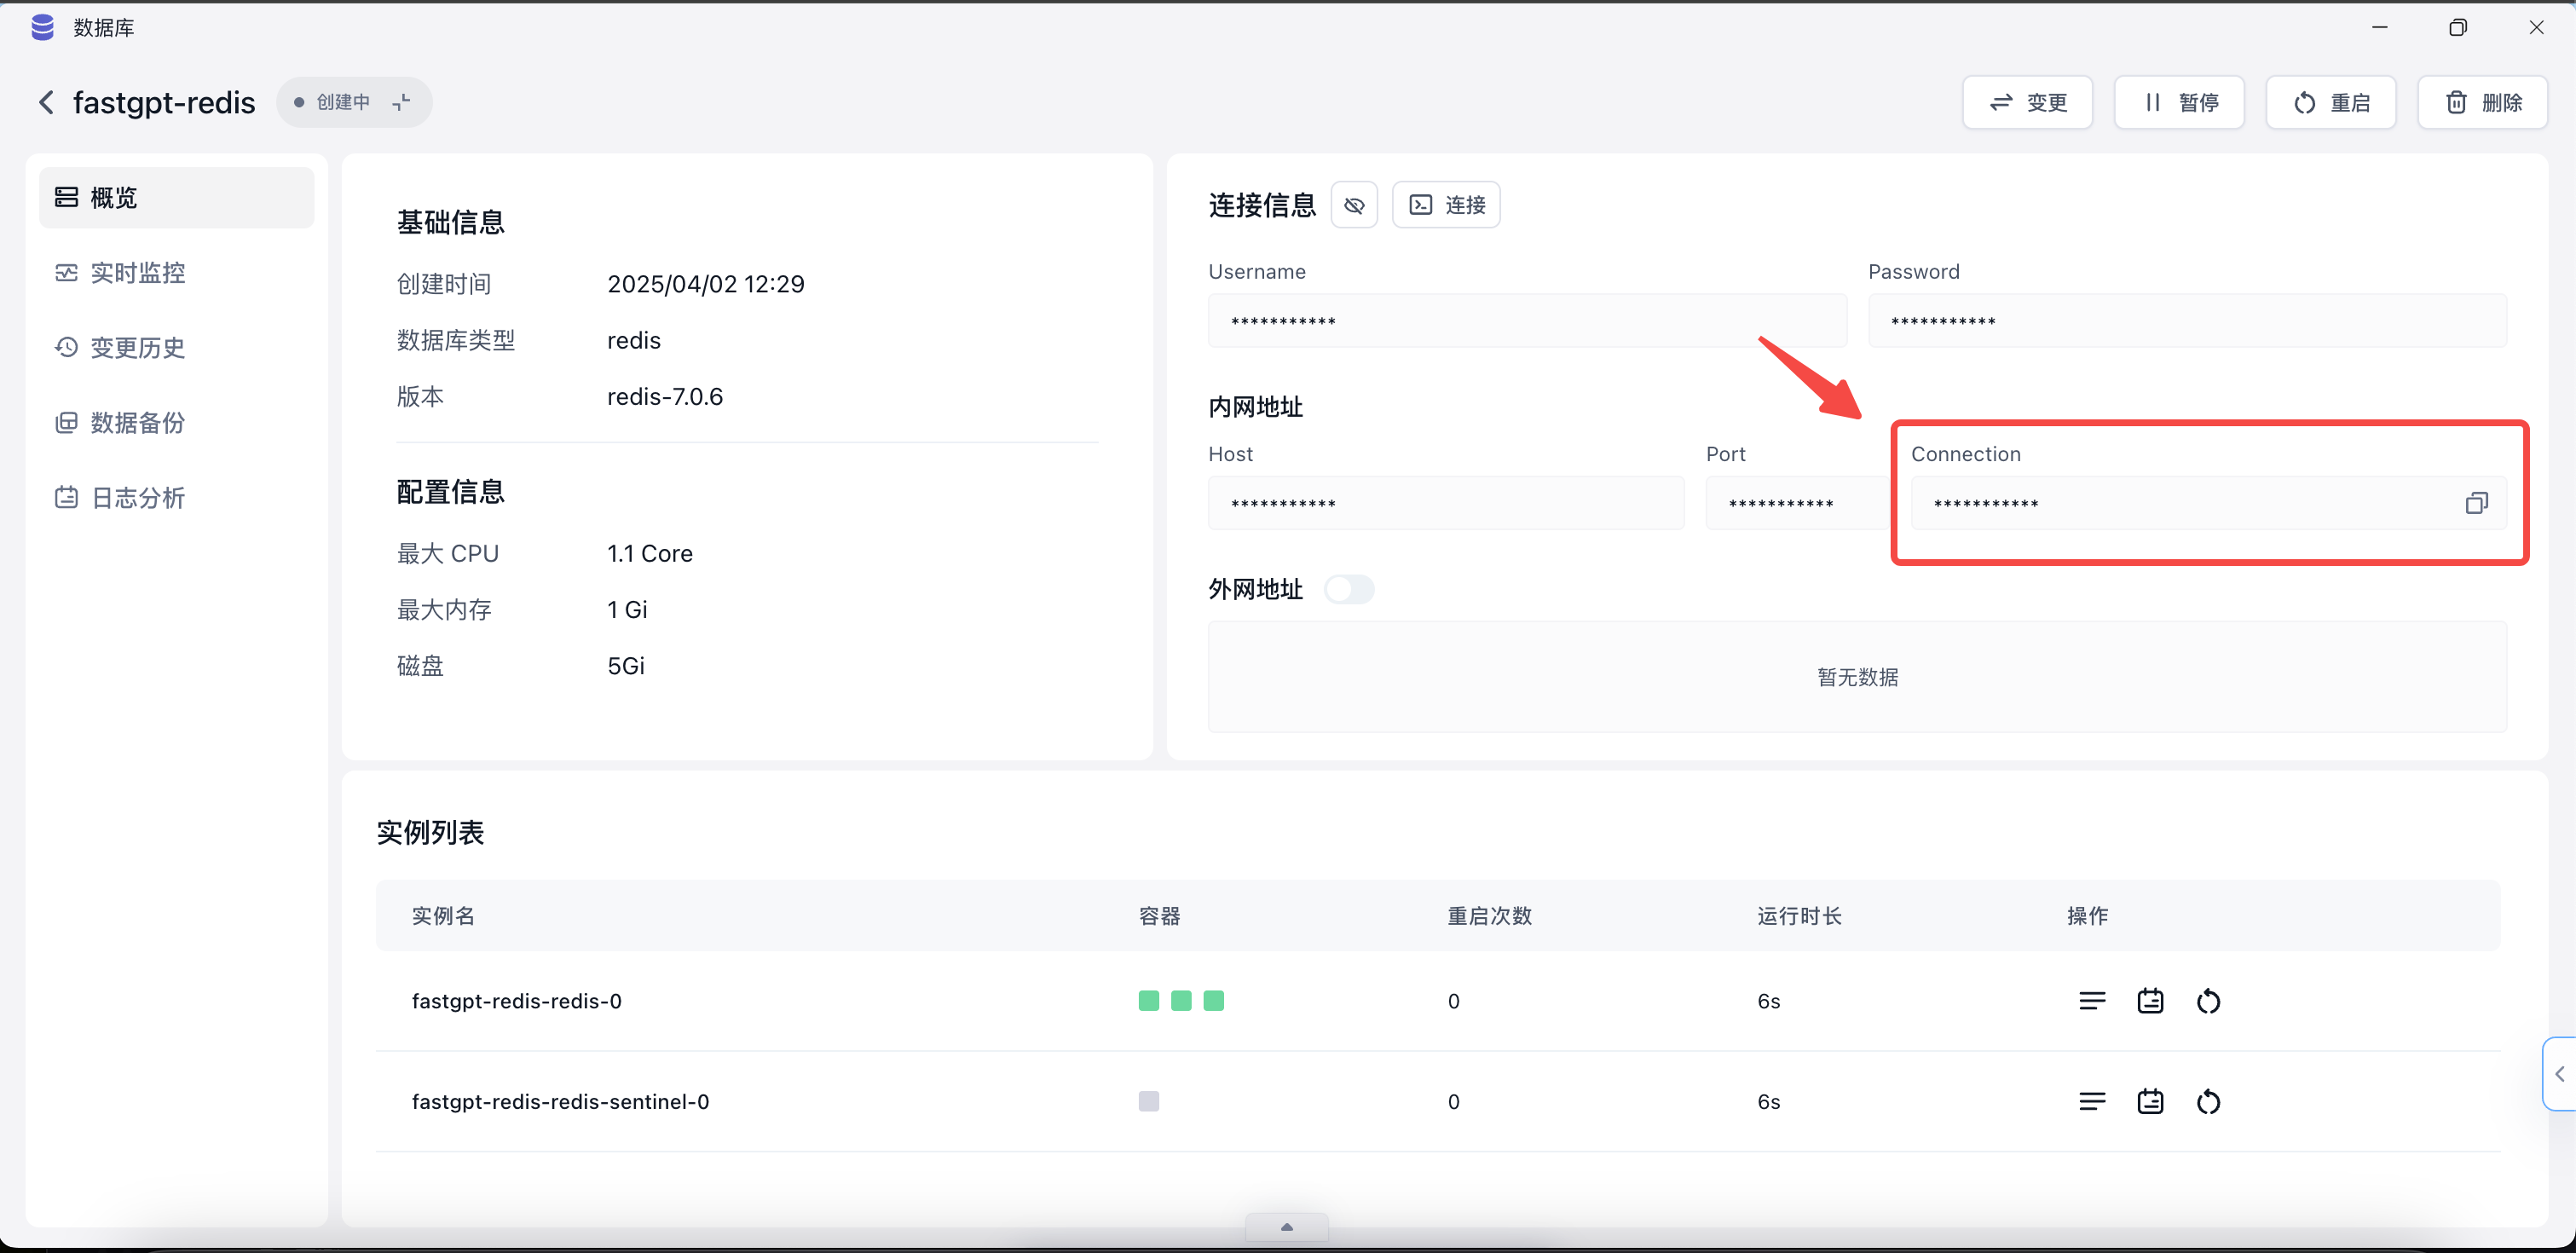 数据库
fastgpt-redis
创建中
变更
暂停
重启
删除
概览
实时监控
变更历史
数据备份
日志分析
基础信息
创建时间 2025/04/02 12:29
数据库类型 redis
版本 redis-7.0.6
配置信息
最大 CPU 1.1 Core
最大内存 1 Gi
磁盘 5Gi
连接信息 连接
Username Password
*********** ***********
内网地址
Host Port Connection
*********** *********** ***********
外网地址
暂无数据
实例列表
实例名 容器 重启次数 运行时长 操作
fastgpt-redis-redis-0 0 6s
fastgpt-redis-redis-sentinel-0 0 6s